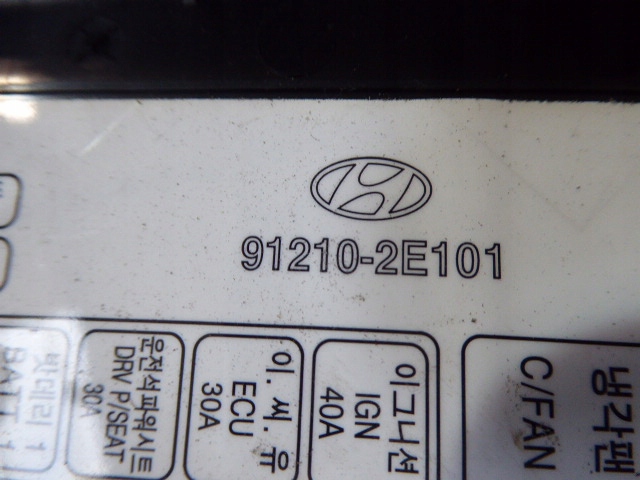 91210-2E101
밧데리 1
BATT 1
운전석파워시트
DRV P/SEAT
30A
이. 씨. 유
ECU
30A
이그니션
IGN
40A
냉각팬
C/FAN